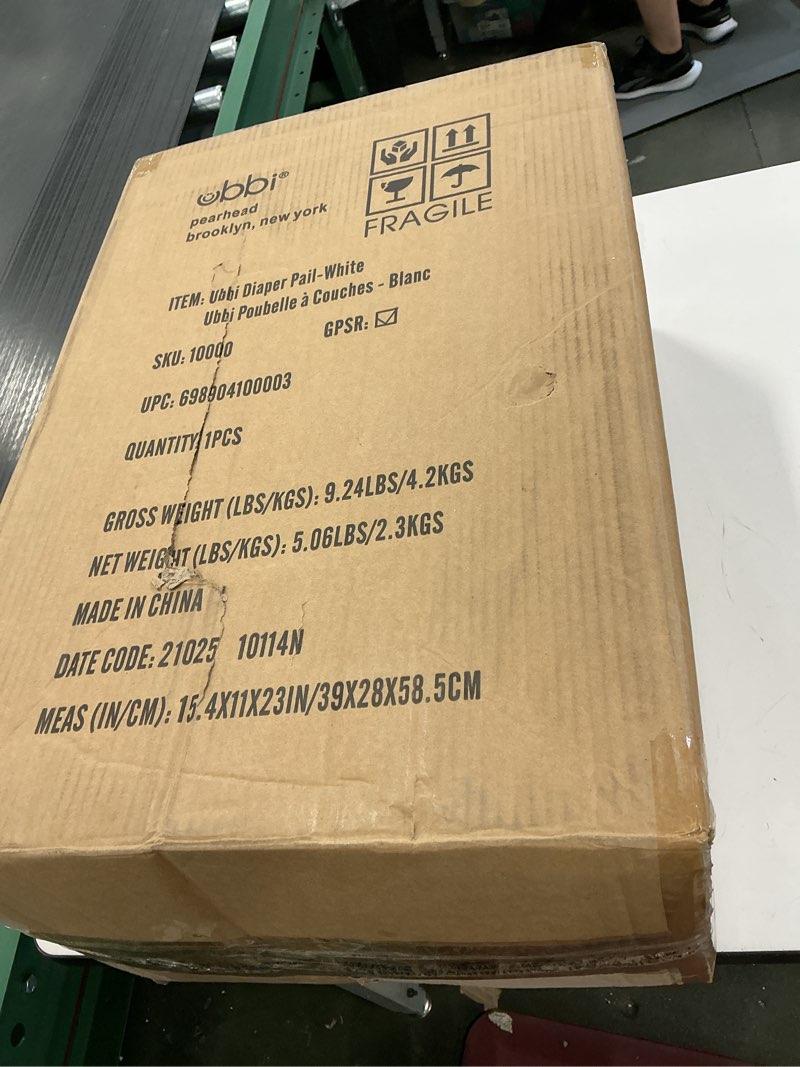 ubbi®
pearhead
brooklyn, new york
FRAGILE
ITEM: Ubbi Diaper Pail-White
Ubbi Poubelle à Couches - Blanc
GPSR:
SKU: 10000
UPC: 698904100003
QUANTITY: 1PCS
GROSS WEIGHT (LBS/KGS): 9.24LBS/4.2KGS
NET WEIGHT (LBS/KGS): 5.06LBS/2.3KGS
MADE IN CHINA
DATE CODE: 21025 10114N
MEAS (IN/CM): 15.4X11X23IN/39X28X58.5CM